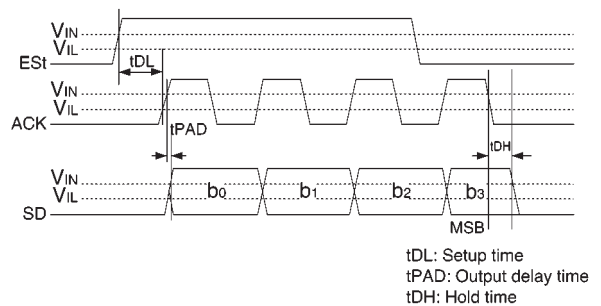 VIN
VIL
ESt
tDL
VIN
VIL
ACK
tPAD
tDH
VIN
VIL
SD
b0
b1
b2
b3
MSB
tDL: Setup time
tPAD: Output delay time
tDH: Hold time